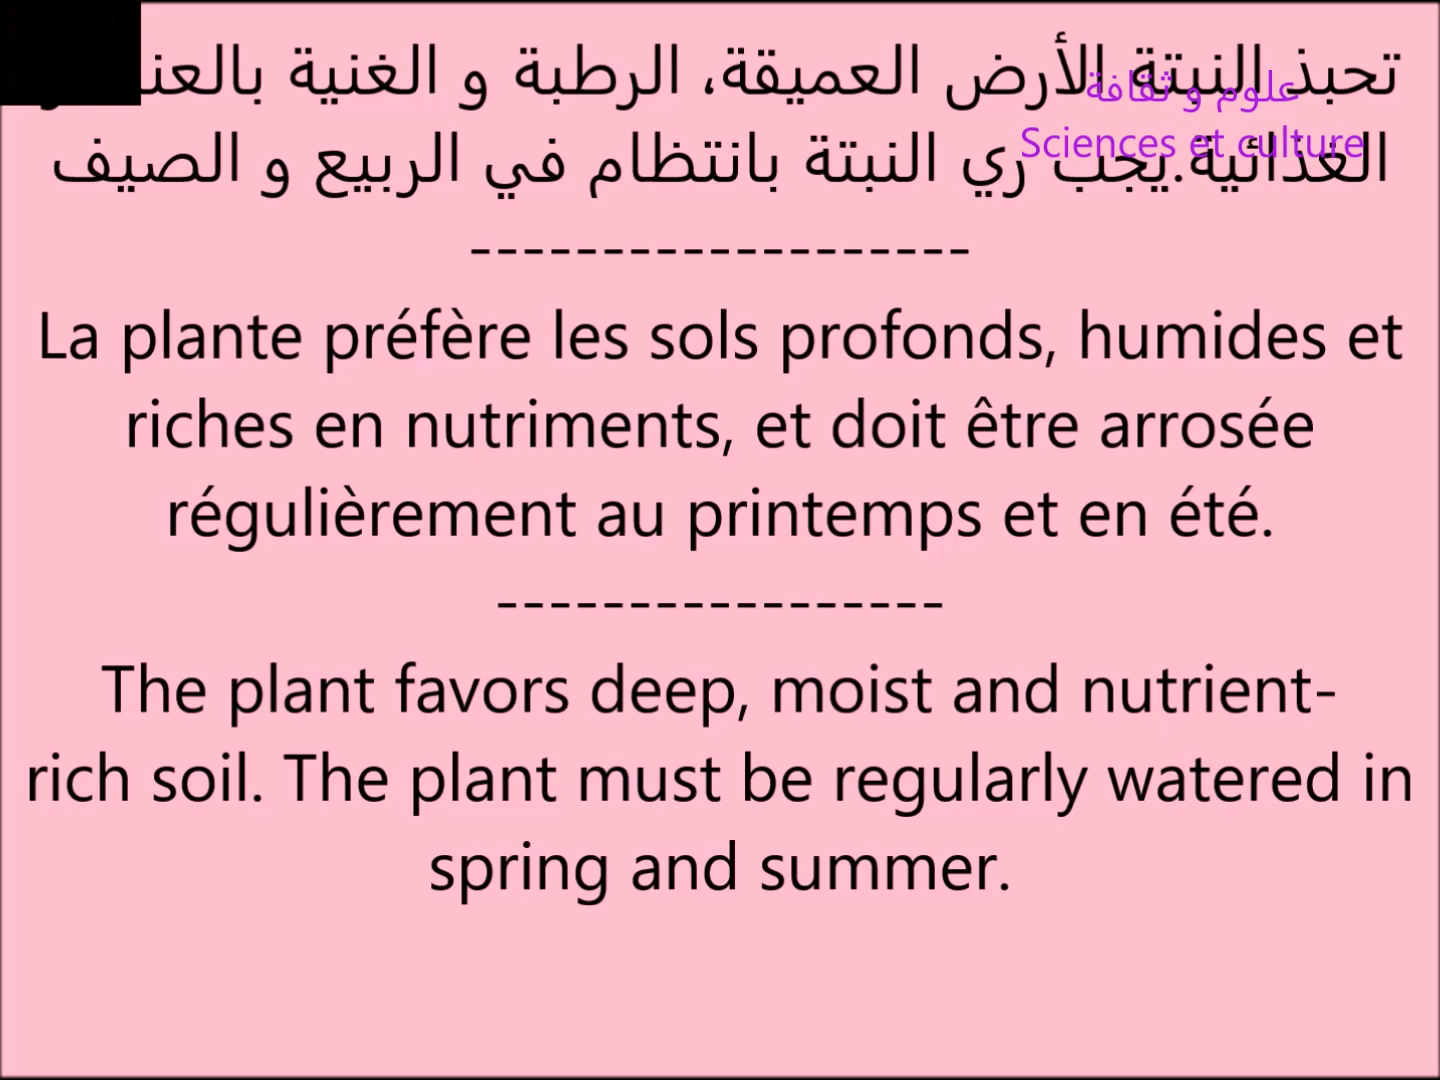 تحبذ النبتة الأرض العميقة، الرطبة و الغنية
علوم و ثقافة
Sciences et culture
الغذائية.يجب ري النبتة بانتظام في الربيع و الصيف
-------------------
La plante préfère les sols profonds, humides et
riches en nutriments, et doit être arrosée
régulièrement au printemps et en été.
-----------------
The plant favors deep, moist and nutrient-
rich soil. The plant must be regularly watered in
spring and summer.